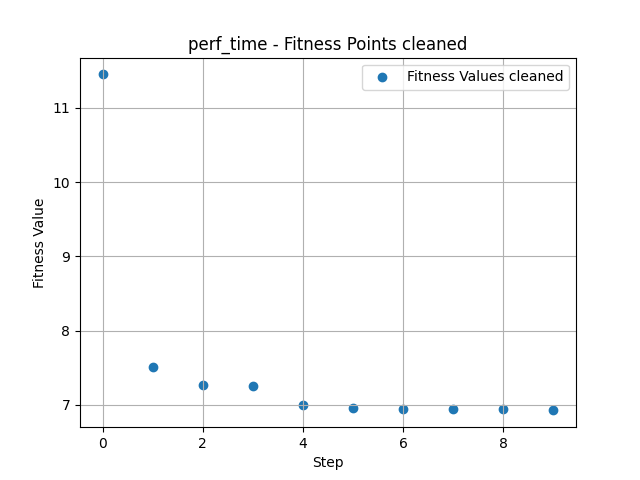 perf_time - Fitness Points cleaned
Fitness Values cleaned
11
10
9
8
7
Fitness Value
0 2 4 6 8
Step